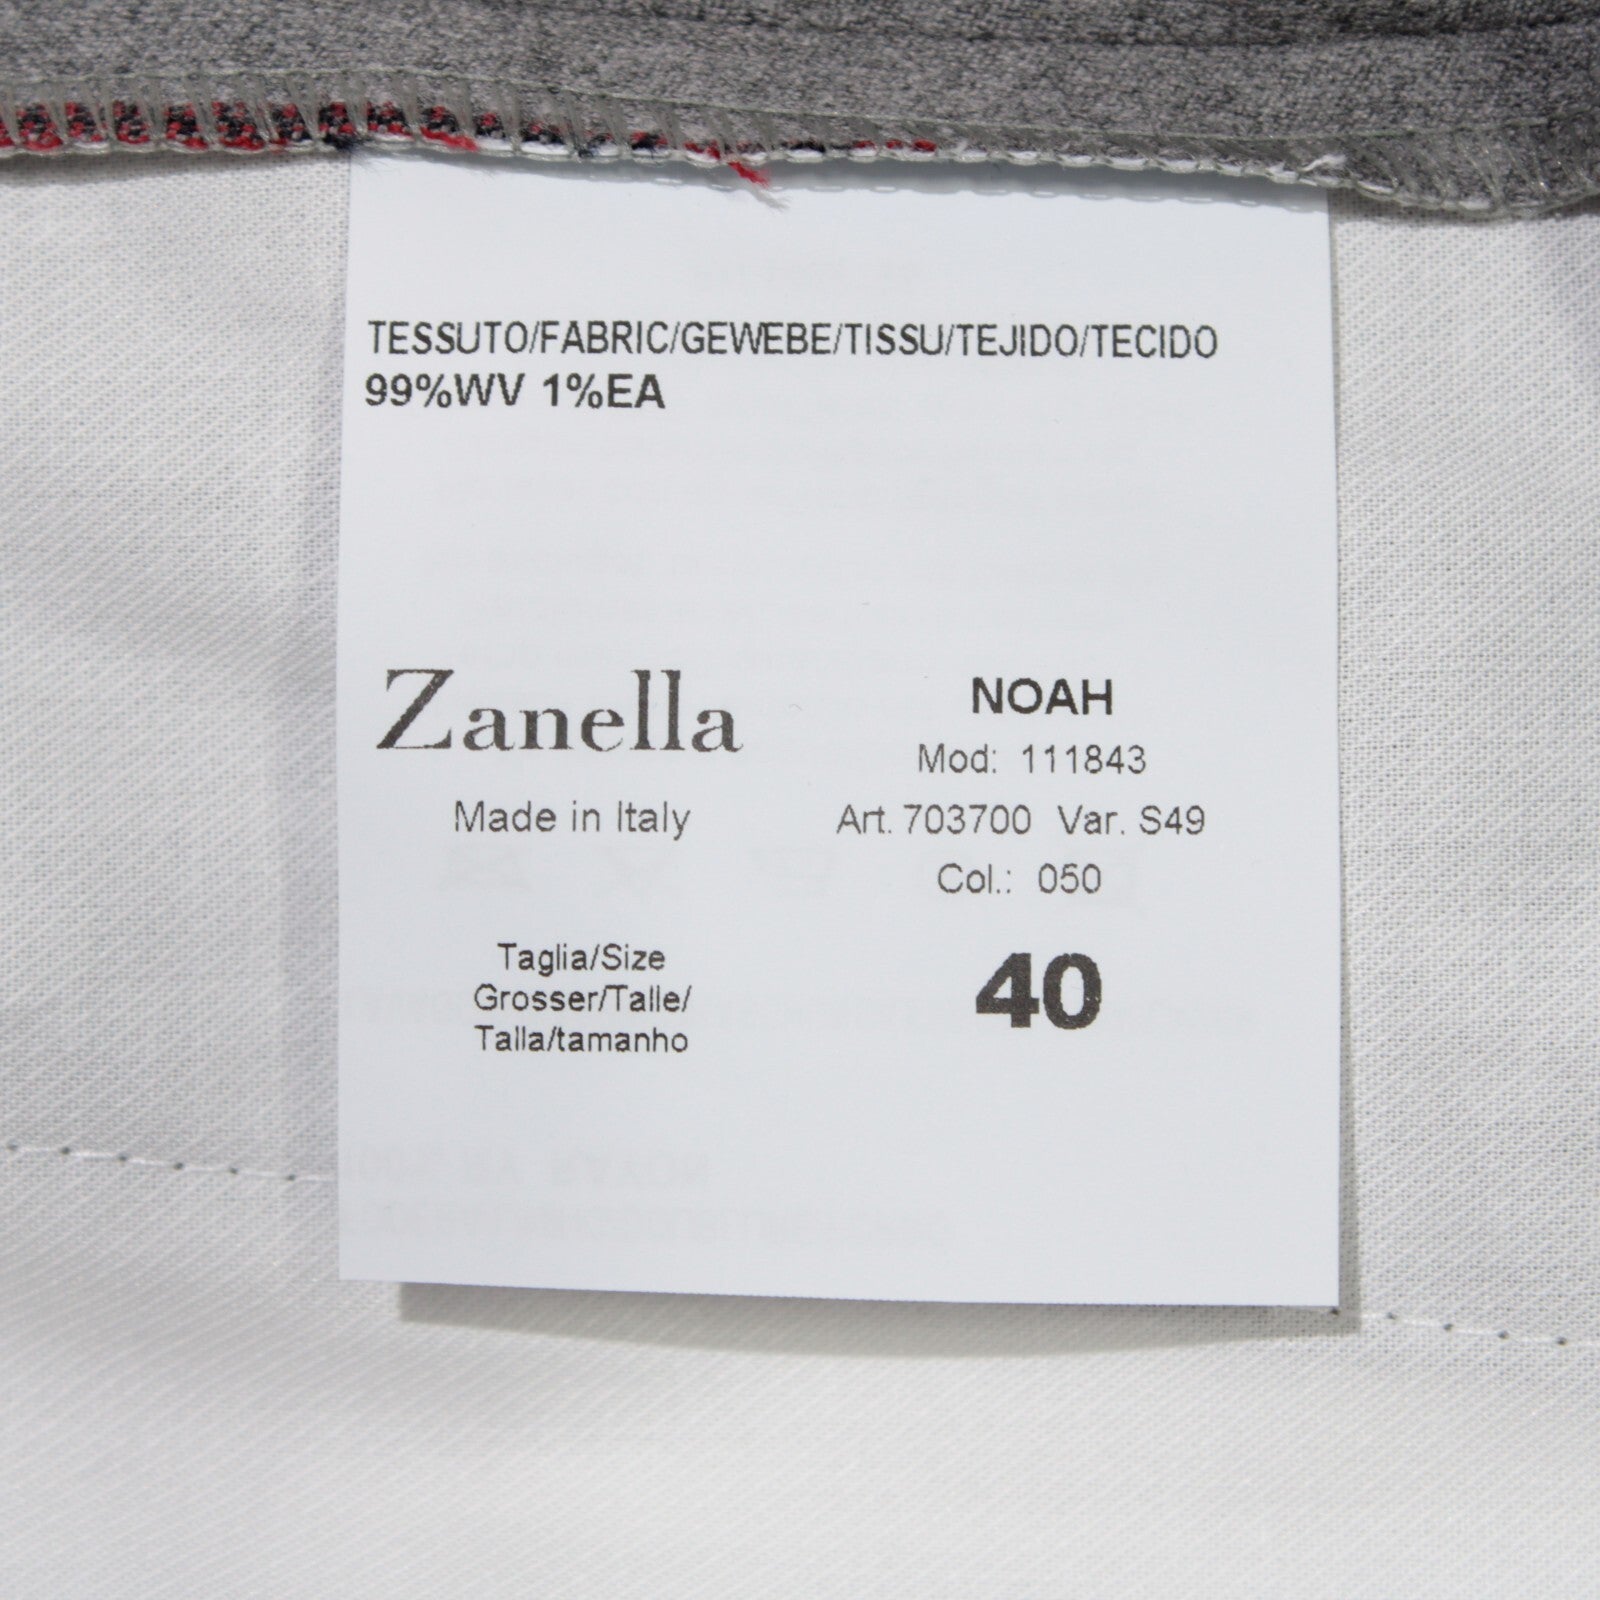 TESSUTO/FABRIC/GEWEBE/TISSU/TEJIDO/TECIDO
99%WV 1%EA
Zanella
Made in Italy
NOAH
Mod: 111843
Art. 703700 Var. S49
Col.: 050
Taglia/Size
Grosser/Talle/
Talla/tamanho
40